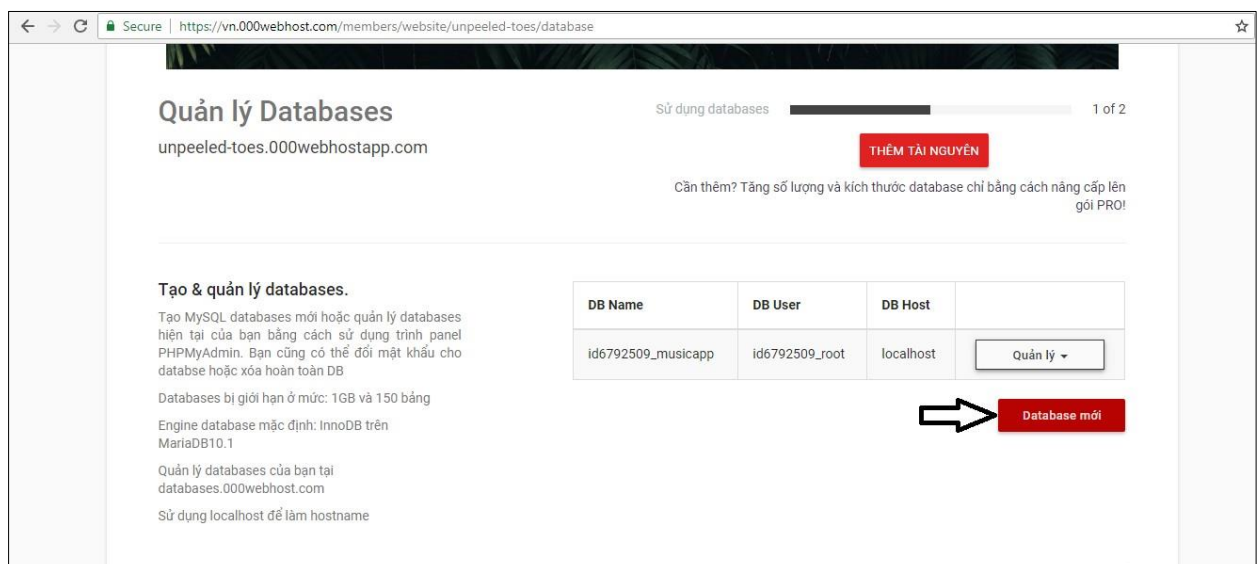 Secure | https://vn.000webhost.com/members/website/unpeeled-toes/database
Quản lý Databases
unpeeled-toes.000webhostapp.com
Sử dụng databases
1 of 2
THÊM TÀI NGUYÊN
Cần thêm? Tăng số lượng và kích thước database chỉ bằng cách nâng cấp lên
gói PRO!
Tạo & quản lý databases.
Tạo MySQL databases mới hoặc quản lý databases
hiện tại của bạn bằng cách sử dụng trình panel
PHPMyAdmin. Bạn cũng có thể đổi mật khẩu cho
databse hoặc xóa hoàn toàn DB
Databases bị giới hạn ở mức: 1GB và 150 bảng
Engine database mặc định: InnoDB trên
MariaDB10.1
Quản lý databases của bạn tại
databases.000webhost.com
Sử dụng localhost để làm hostname
DB Name DB User DB Host
id6792509_musicapp id6792509_root localhost Quản lý
Database mới